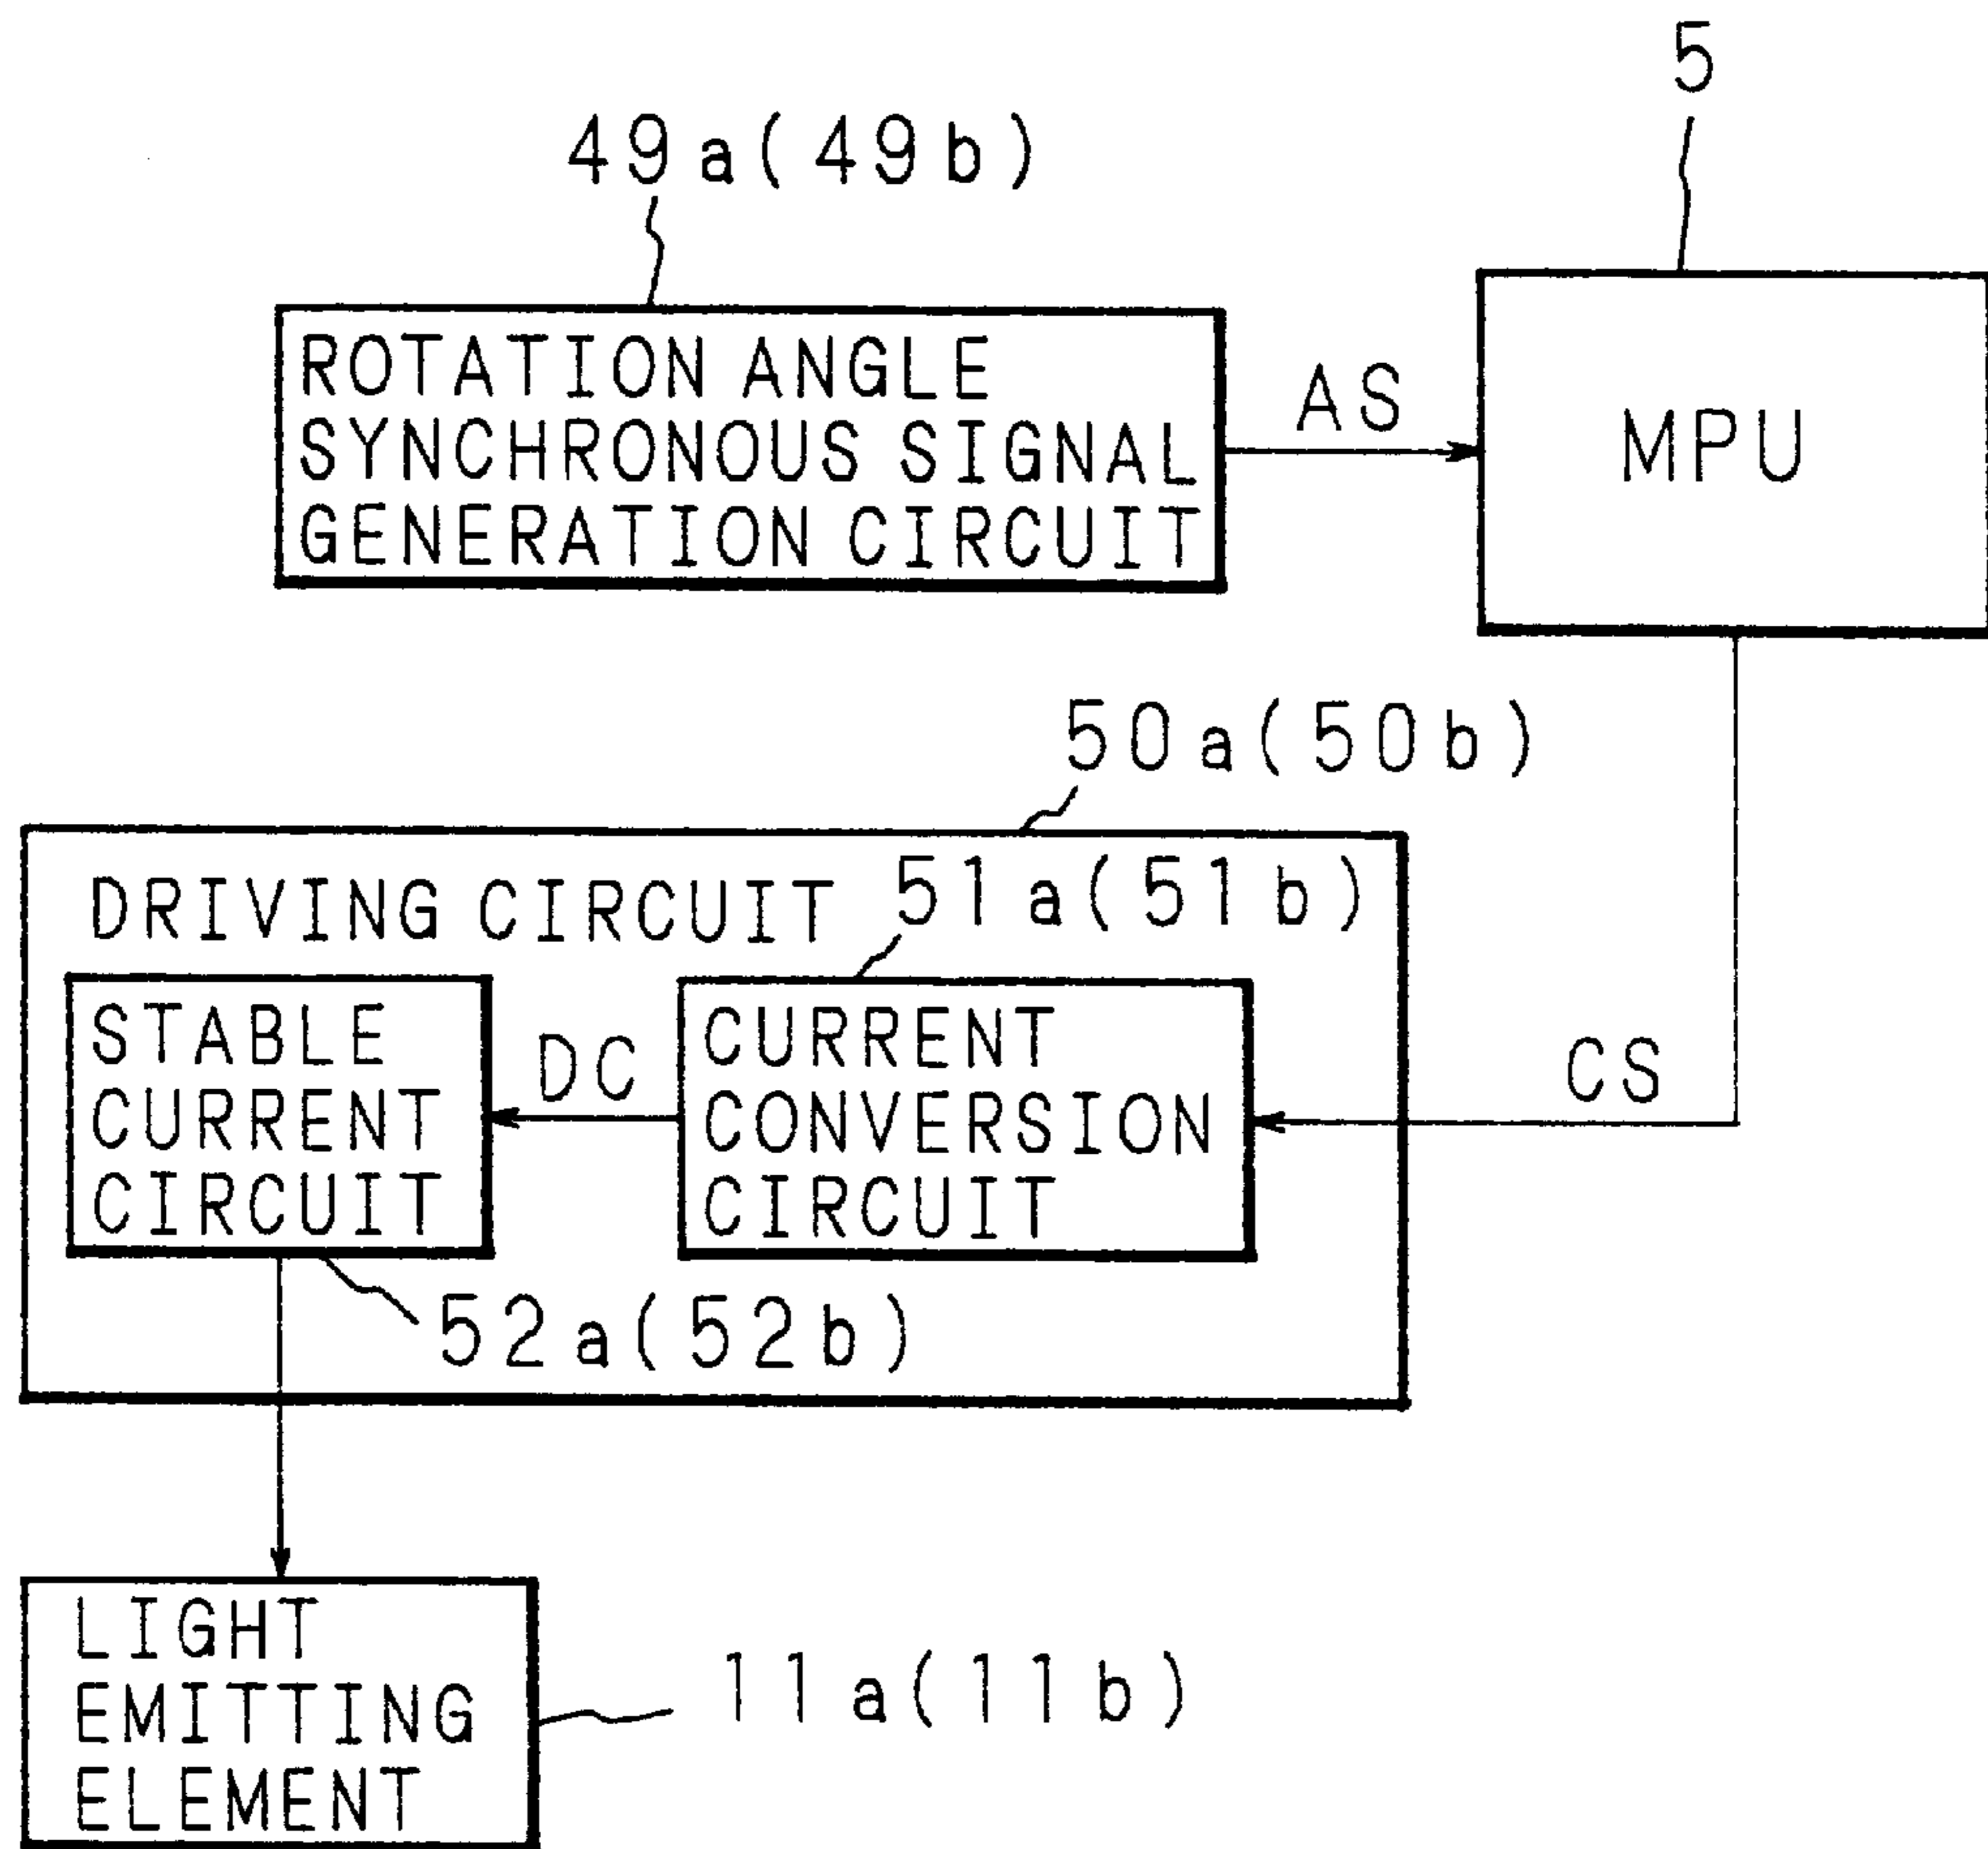 5
49a(49b)
ROTATION ANGLE
SYNCHRONOUS SIGNAL
GENERATION CIRCUIT
AS
MPU
50a(50b)
DRIVING CIRCUIT
51a(51b)
STABLE
CURRENT
CIRCUIT
DC
CURRENT
CONVERSION
CIRCUIT
CS
52a(52b)
LIGHT
EMITTING
ELEMENT
11a(11b)